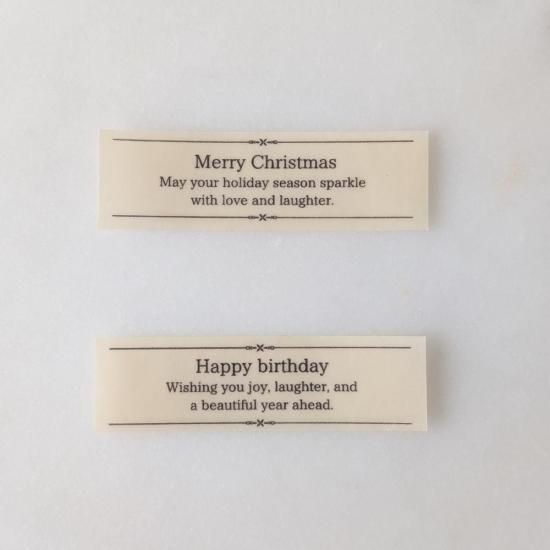 Merry Christmas
May your holiday season sparkle
with love and laughter.
Happy birthday
Wishing you joy, laughter, and
a beautiful year ahead.